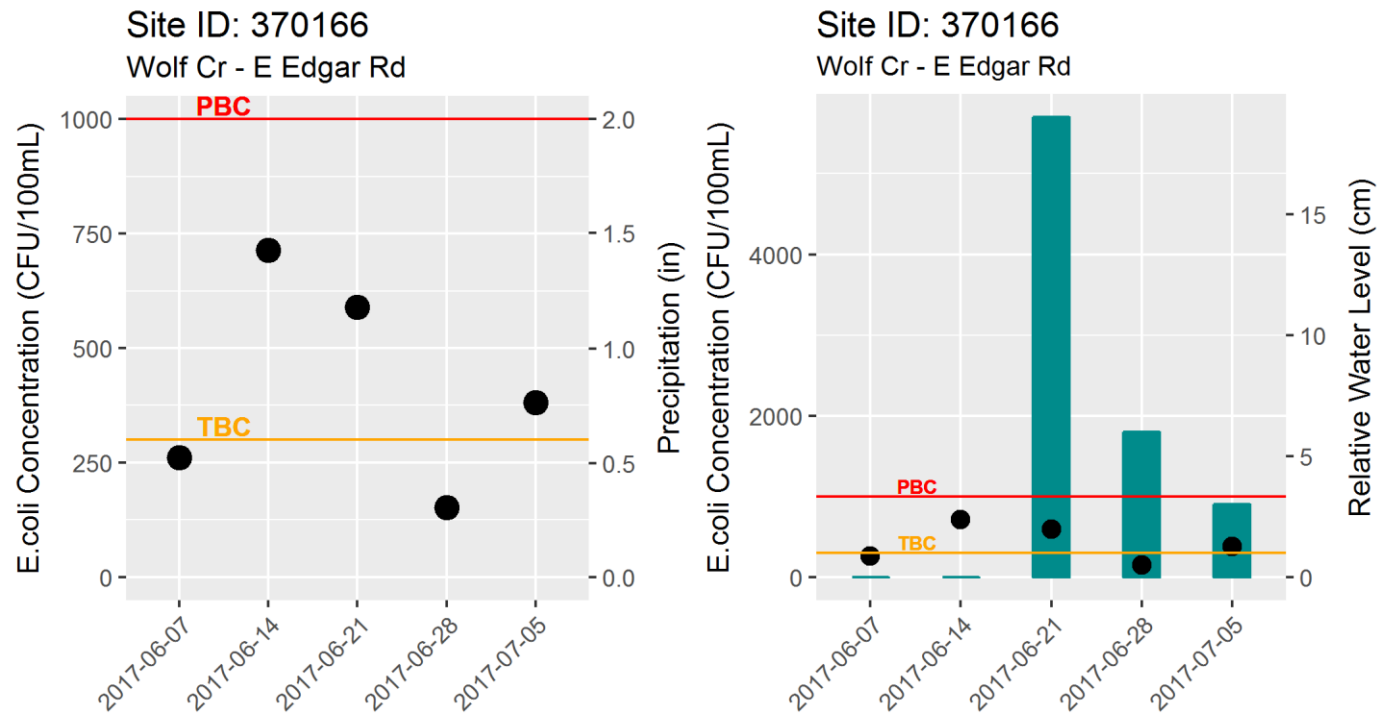 Site ID: 370166
Wolf Cr - E Edgar Rd
E.coli Concentration (CFU/100mL)
1000
750
500
250
0
PBC
TBC
2.0
1.5
1.0
0.5
0.0
Precipitation (in)
2017-06-07
2017-06-14
2017-06-21
2017-06-28
2017-07-05
Site ID: 370166
Wolf Cr - E Edgar Rd
E.coli Concentration (CFU/100mL)
4000
2000
0
PBC
TBC
15
10
5
0
Relative Water Level (cm)
2017-06-07
2017-06-14
2017-06-21
2017-06-28
2017-07-05